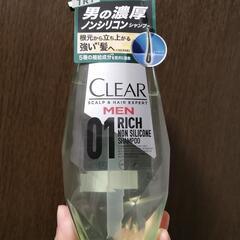 男の濃厚
ノンシリコンシャンプー
根元から立ち上がる
強い髪へ
CLEAR
SCALP & HAIR EXPERT
MEN
01 RICH
NON SILICONE
SHAMPOO